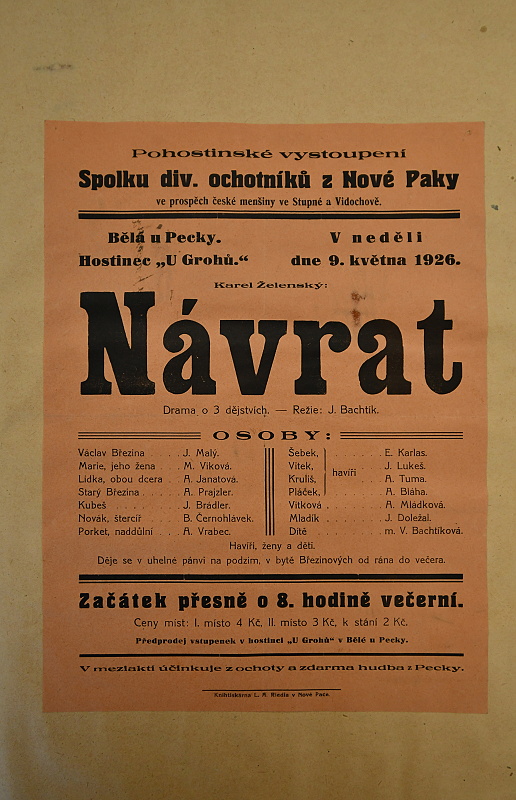 Pohostinské vystoupení
Spolku div. ochotníků z Nové Paky
ve prospěch české menšiny ve Stupné a Vidochově.
Bělá u Pecky.
Hostinec „U Grohů."
V neděli
dne 9. května 1926.
Karel Želenský:
Návrat
Drama o 3 dějstvích. — Režie: J. Bachtík.
OSOBY:
Václav Březina . . . . J. Malý.
Marie, jeho žena . . . M. Viková.
Lidka, obou dcera . . A. Janatová.
Starý Březina . . . . . A. Prajzler.
Kubeš . . . . . J. Brádler.
Novák, štercíř . . B. Černohlávek.
Porket, naddůlní . . . A. Vrabec.
Šebek, . . . . . . . E. Karlas.
Vítek, havíři . . . . J. Lukeš.
Kruliš, . . . . . . . A. Tuma.
Pláček, . . . . . . . A. Bláha.
Vítková . . . . . . . A. Mládková.
Mladík . . . . . . . J. Doležal.
Dítě . . . . . . . m. V. Bachtíková.
Havíři, ženy a děti.
Děje se v uhelné pánvi na podzim, v bytě Březinových od rána do večera.
Začátek přesně o 8. hodině večerní.
Ceny míst: I. místo 4 Kč, II. místo 3 Kč, k stání 2 Kč.
Předprodej vstupenek v hostinci „U Grohů" v Bělé u Pecky.
V meziaktí účinkuje z ochoty a zdarma hudba z Pecky.
Knihtiskárna L. M. Riedla v Nové Pace.